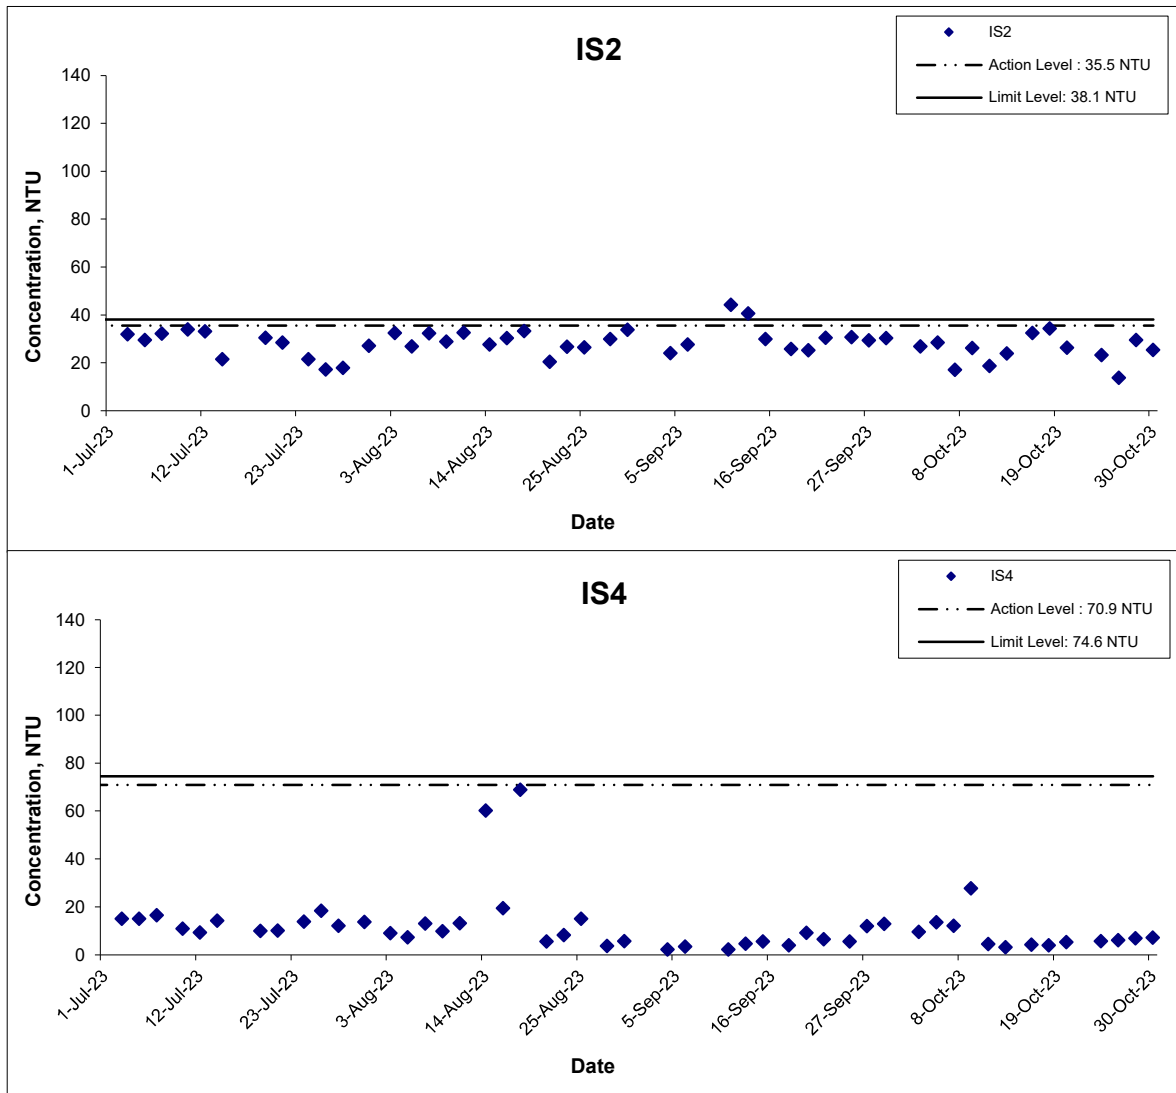 IS2
IS2
Action Level : 35.5 NTU
Limit Level: 38.1 NTU
Concentration, NTU
140
120
100
80
60
40
20
0
1-Jul-23
12-Jul-23
23-Jul-23
3-Aug-23
14-Aug-23
25-Aug-23
5-Sep-23
16-Sep-23
27-Sep-23
8-Oct-23
19-Oct-23
30-Oct-23
Date
IS4
IS4
Action Level : 70.9 NTU
Limit Level: 74.6 NTU
Concentration, NTU
140
120
100
80
60
40
20
0
1-Jul-23
12-Jul-23
23-Jul-23
3-Aug-23
14-Aug-23
25-Aug-23
5-Sep-23
16-Sep-23
27-Sep-23
8-Oct-23
19-Oct-23
30-Oct-23
Date